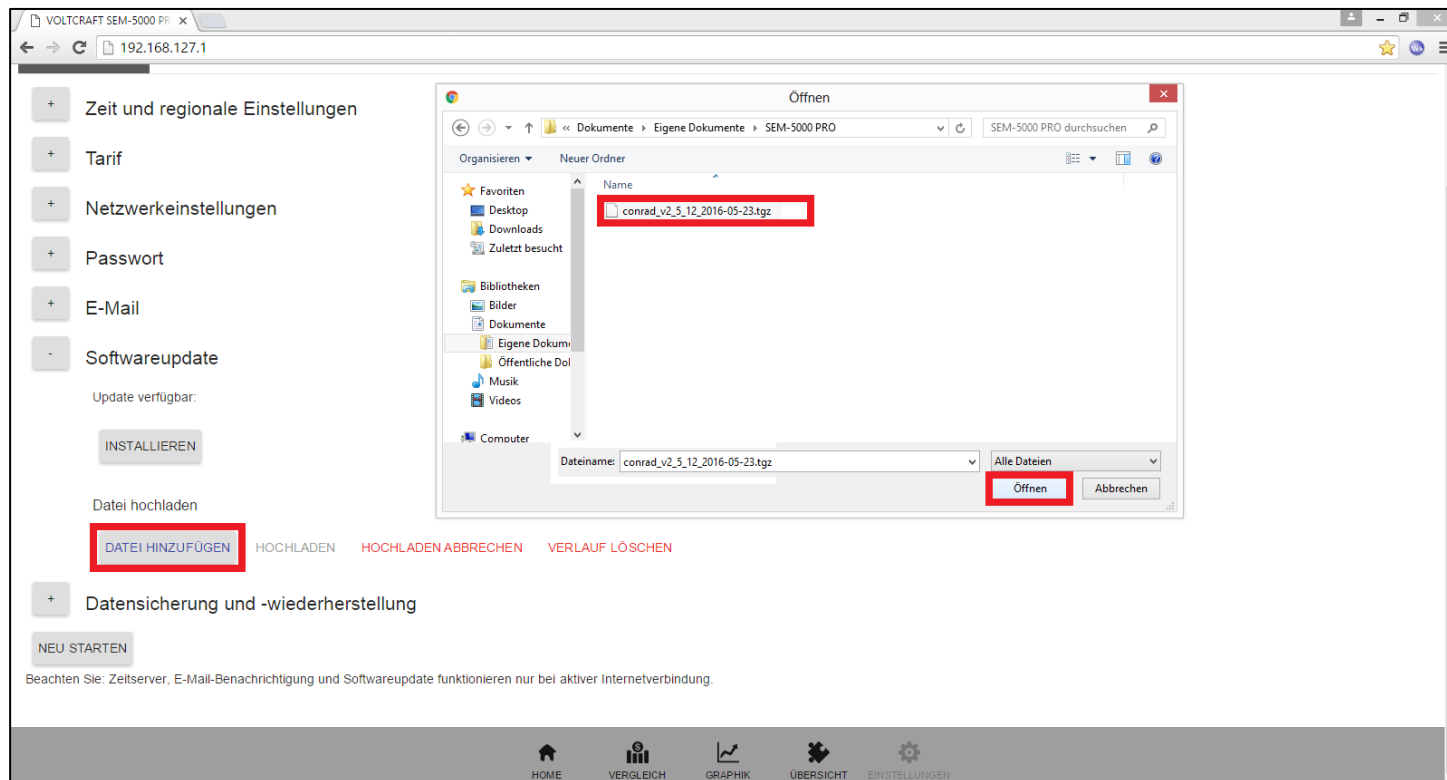 VOLTCRAFT SEM-5000 PR
192.168.127.1
+ Zeit und regionale Einstellungen
+ Tarif
+ Netzwerkeinstellungen
+ Passwort
+ E-Mail
- Softwareupdate
Update verfügbar:
INSTALLIEREN
Datei hochladen
DATEI HINZUFÜGEN HOCHLADEN HOCHLADEN ABBRECHEN VERLAUF LÖSCHEN
+ Datensicherung und -wiederherstellung
NEU STARTEN
Beachten Sie: Zeitserver, E-Mail-Benachrichtigung und Softwareupdate funktionieren nur bei aktiver Internetverbindung.
Öffnen
« Dokumente Eigene Dokumente SEM-5000 PRO
SEM-5000 PRO durchsuchen
Organisieren Neuer Ordner
Favoriten
Desktop
Downloads
Zuletzt besucht
Bibliotheken
Bilder
Dokumente
Eigene Dokume
Öffentliche Dol
Musik
Videos
Computer
Name
conrad_v2_5_12_2016-05-23.tgz
Dateiname: conrad_v2_5_12_2016-05-23.tgz
Alle Dateien
Öffnen Abbrechen
HOME VERGLEICH GRAPHIK ÜBERSICHT EINSTELLUNGEN